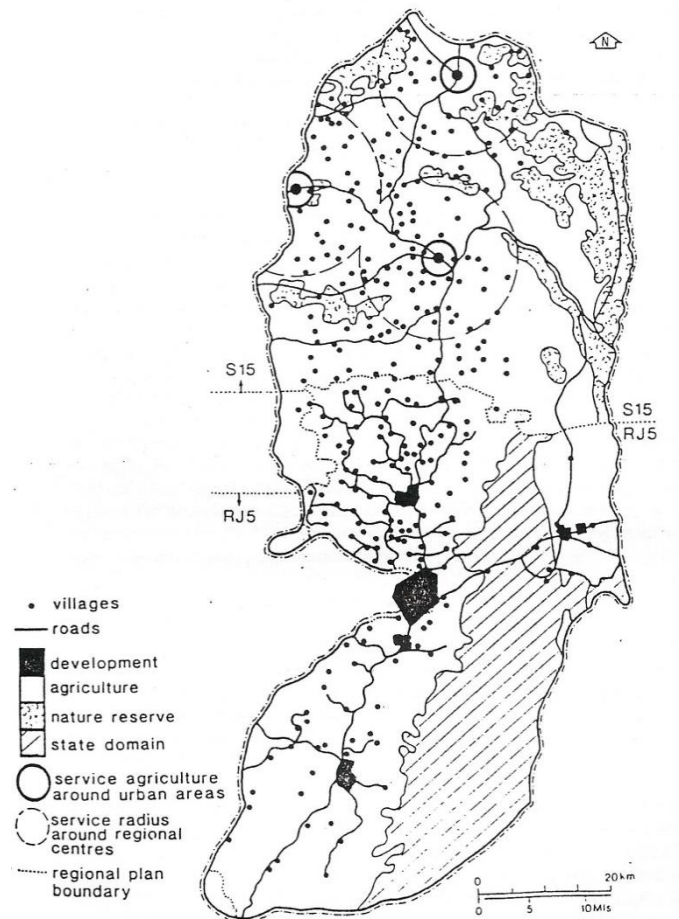 N
S15
S15
RJ5
RJ5
villages
roads
development
agriculture
nature reserve
state domain
service agriculture
around urban areas
service radius
around regional
centres
regional plan
boundary
0
20km
0
5
10Mls